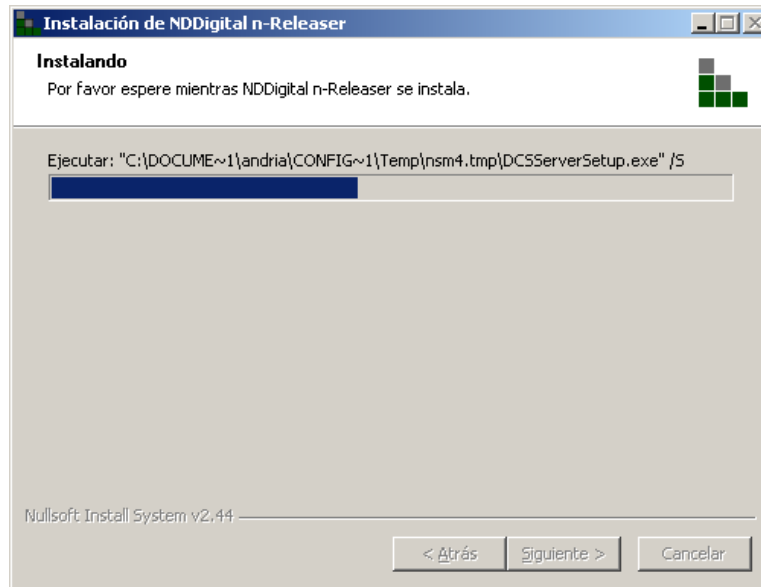 Instalación de NDDigital n-Releaser
Instalando
Por favor espere mientras NDDigital n-Releaser se instala.
Ejecutar: "C:\DOCUME~1\andria\CONFIG~1\Temp\nsm4.tmp\DCSServerSetup.exe" /S
Nullsoft Install System v2.44
< Atrás
Siguiente >
Cancelar